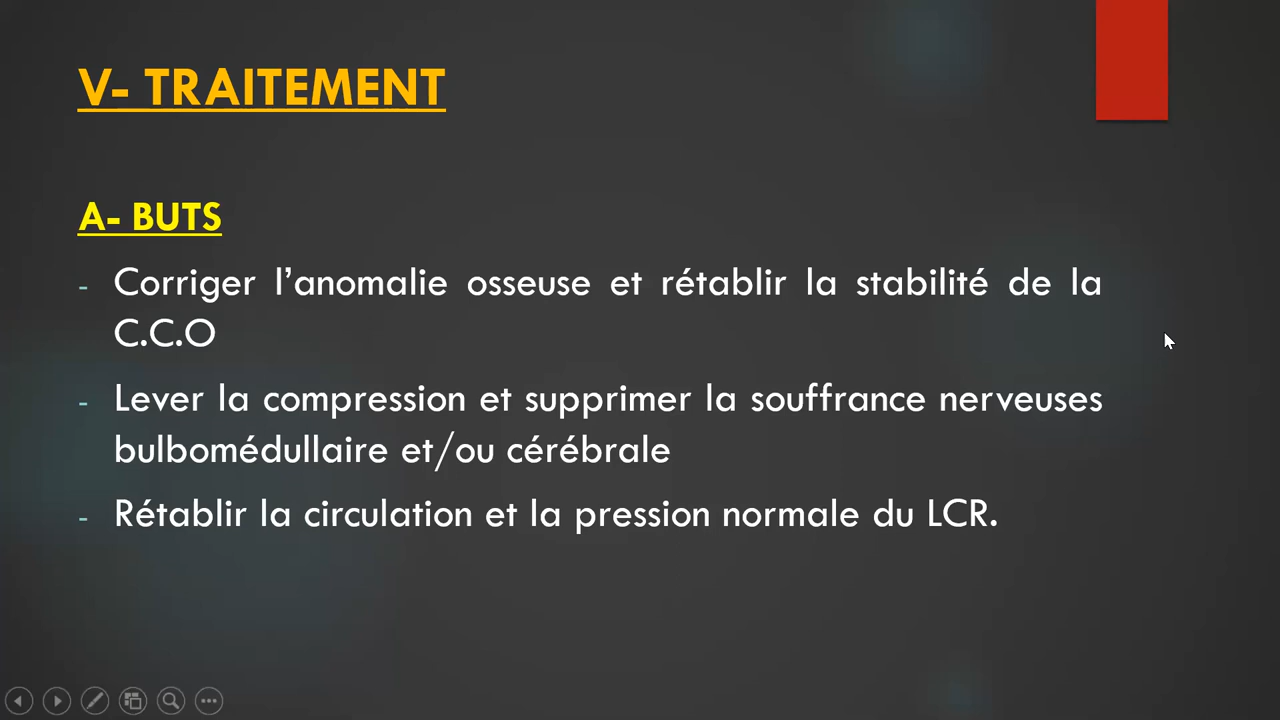 V- TRAITEMENT
A- BUTS
- Corriger l’anomalie osseuse et rétablir la stabilité de la
C.C.O
- Lever la compression et supprimer la souffrance nerveuses
bulbomédullaire et/ou cérébrale
- Rétablir la circulation et la pression normale du LCR.